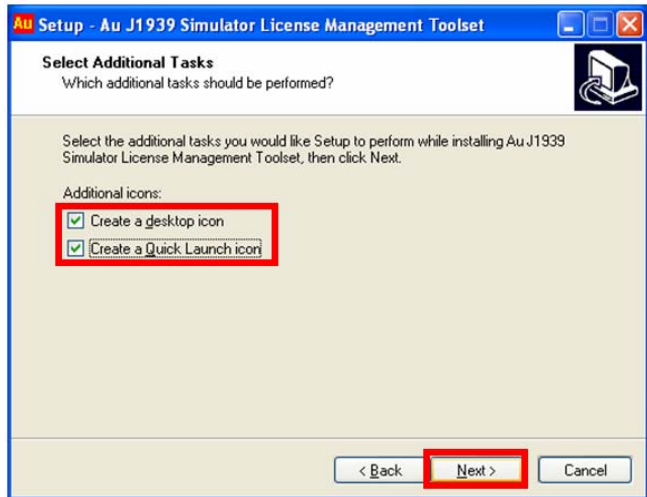 Au Setup - Au J1939 Simulator License Management Toolset
Select Additional Tasks
Which additional tasks should be performed?
Select the additional tasks you would like Setup to perform while installing Au J1939
Simulator License Management Toolset, then click Next.
Additional icons:
Create a desktop icon
Create a Quick Launch icon
< Back Next > Cancel